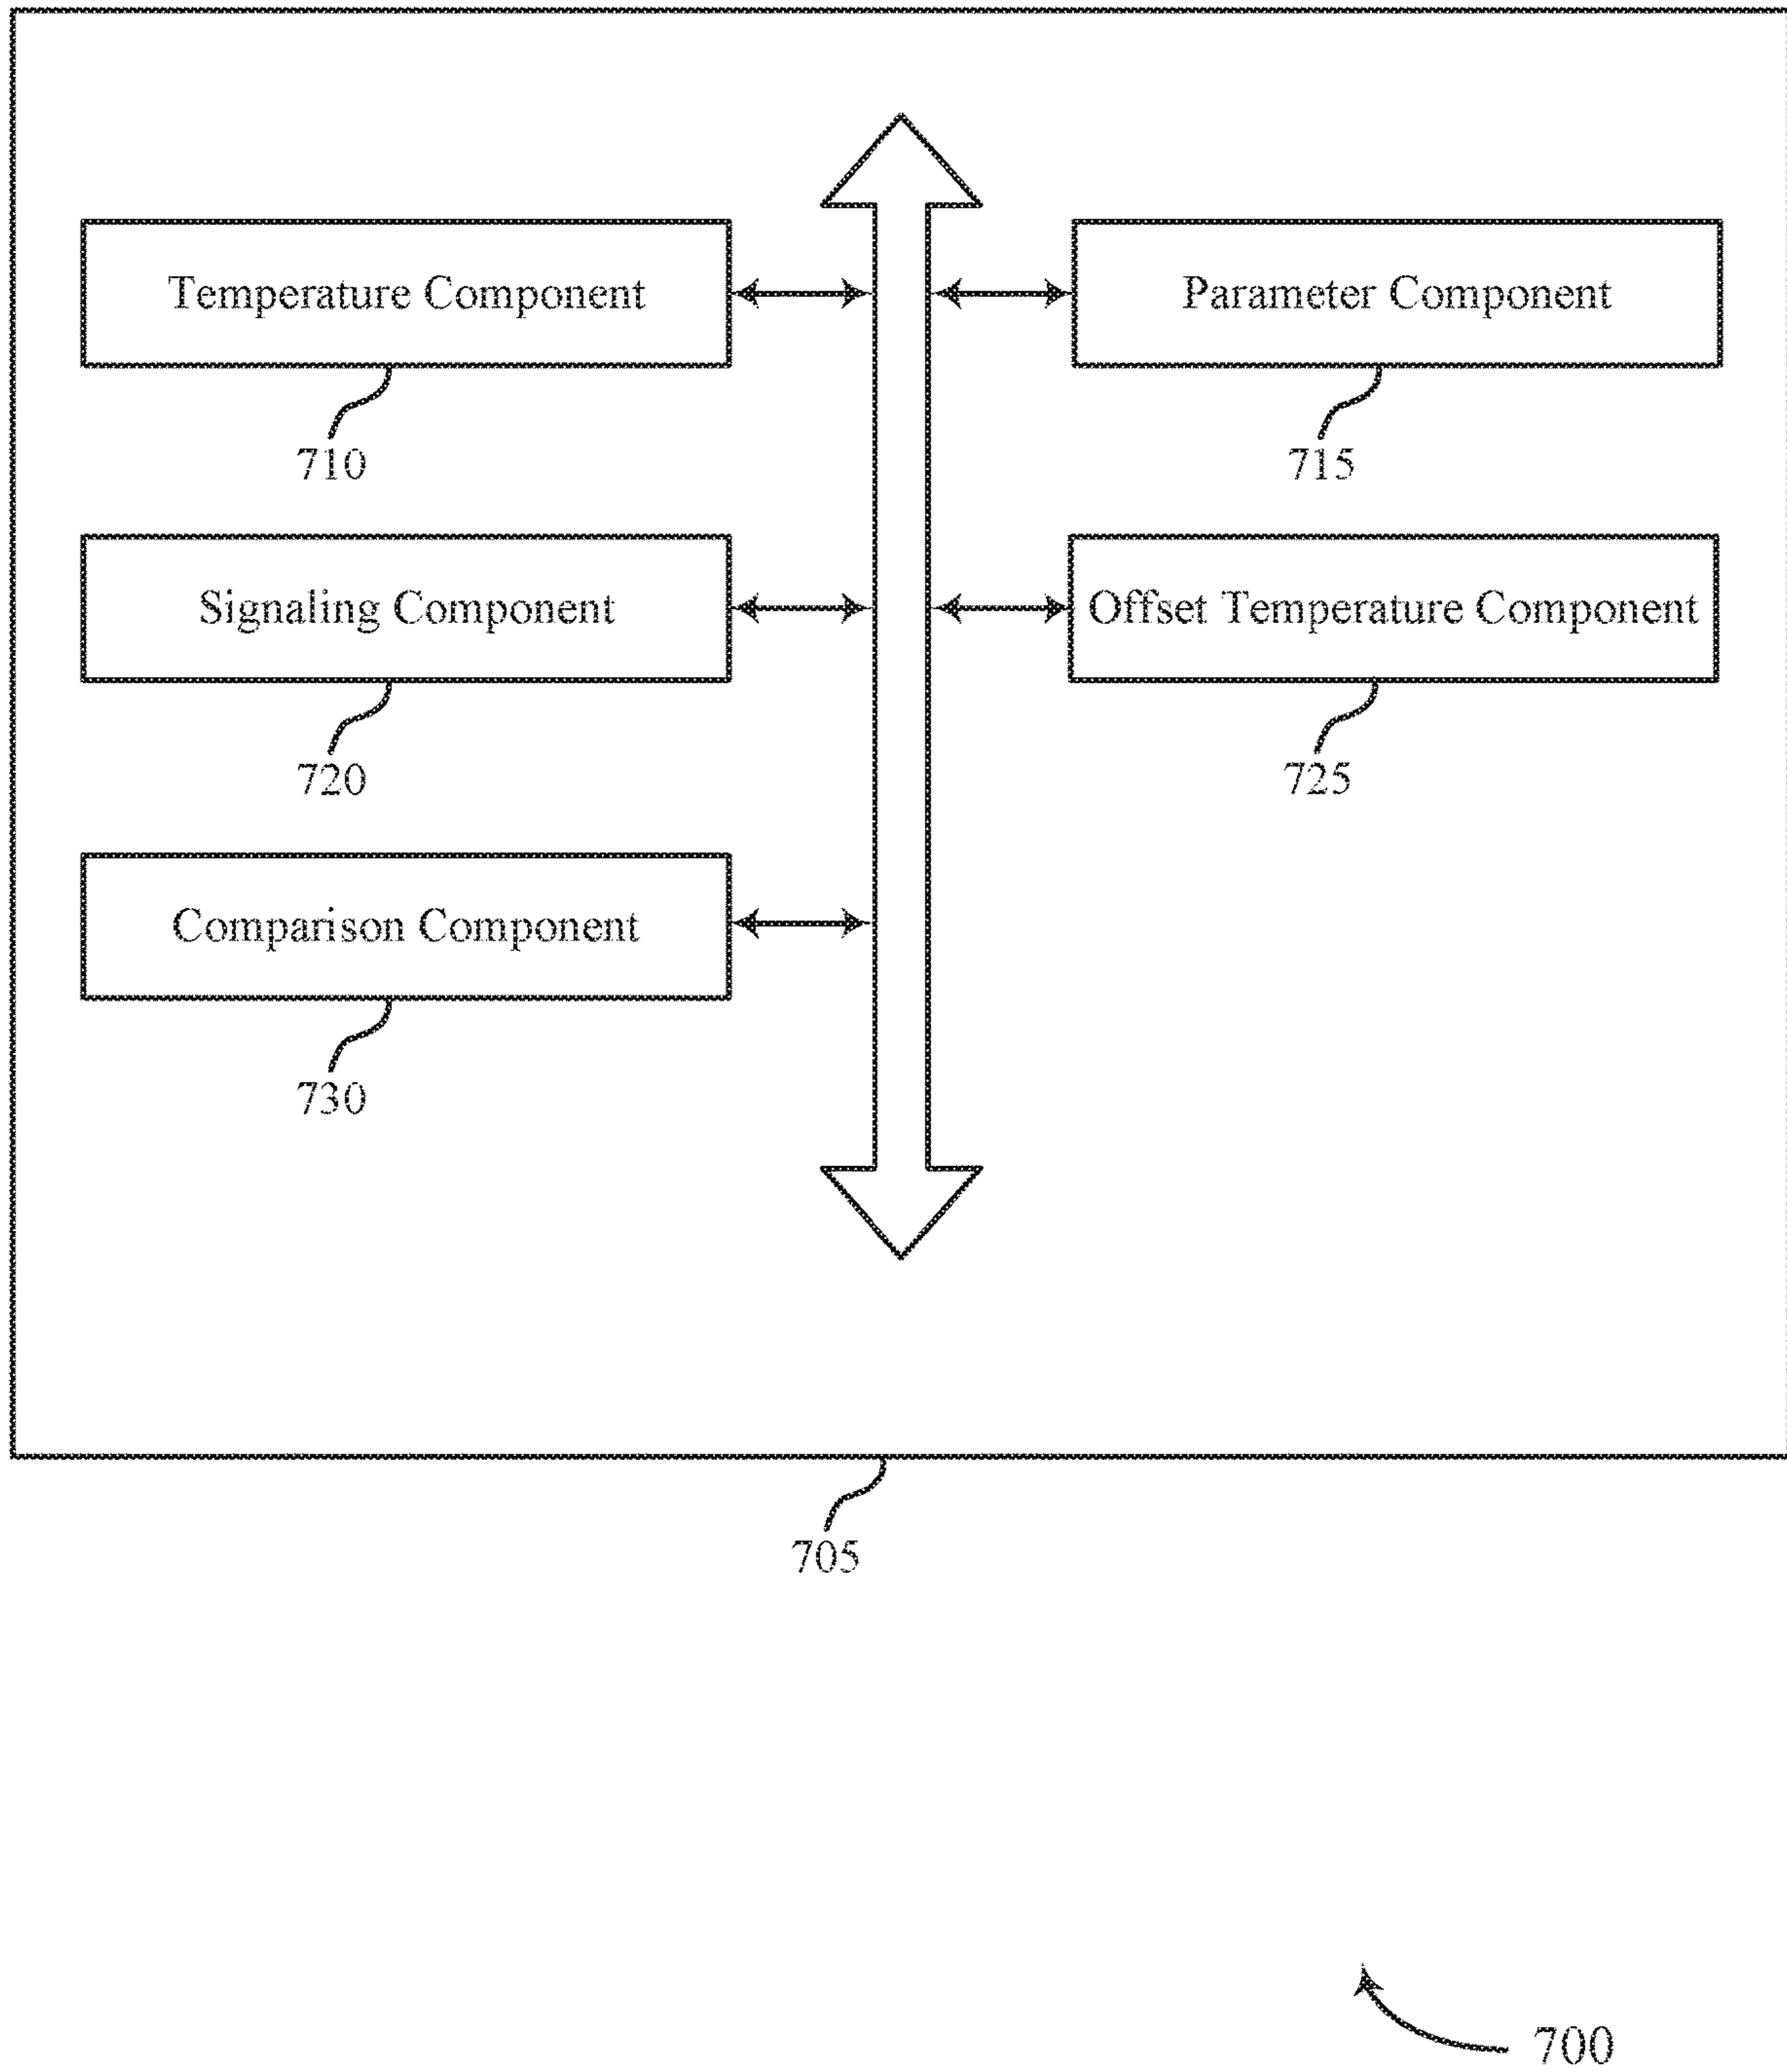 Temperature Component
Parameter Component
710
715
Signaling Component
Offset Temperature Component
720
725
Comparison Component
730
705
700